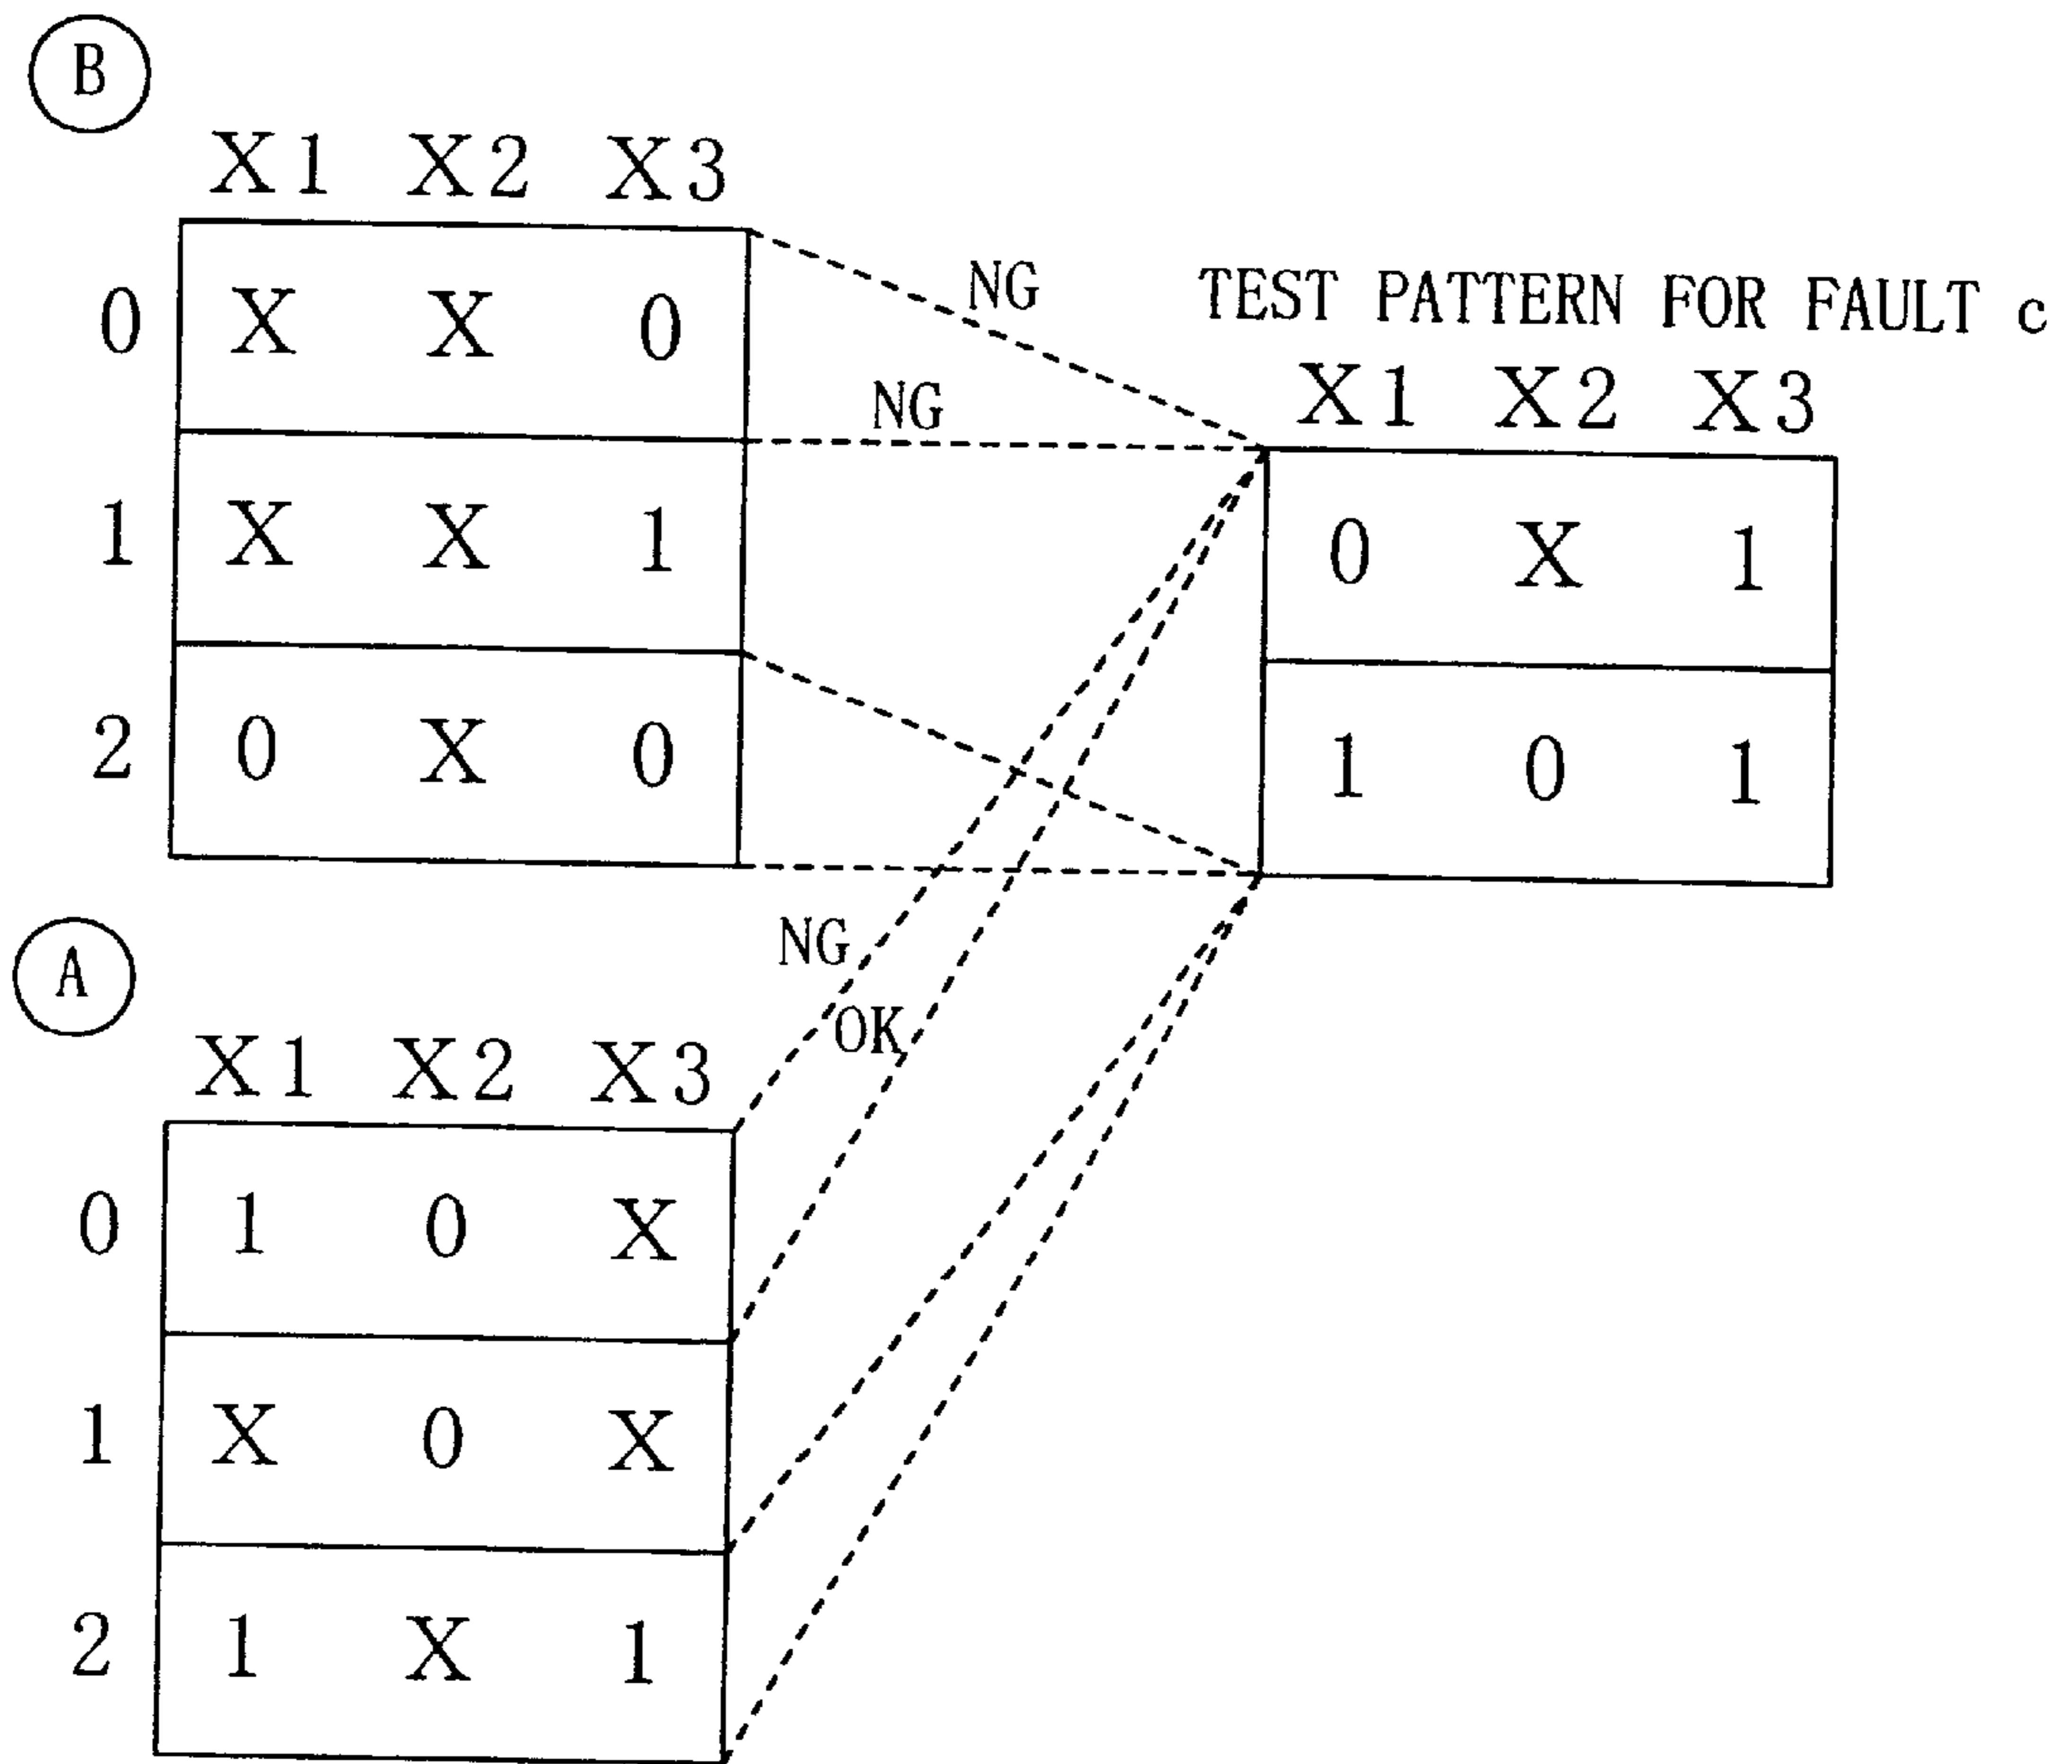 B
X1 X2 X3
0 X X 0
1 X X 1
2 0 X 0
NG
NG
TEST PATTERN FOR FAULT c
X1 X2 X3
0 X 1
1 0 1
NG
OK
A
X1 X2 X3
0 1 0 X
1 X 0 X
2 1 X 1